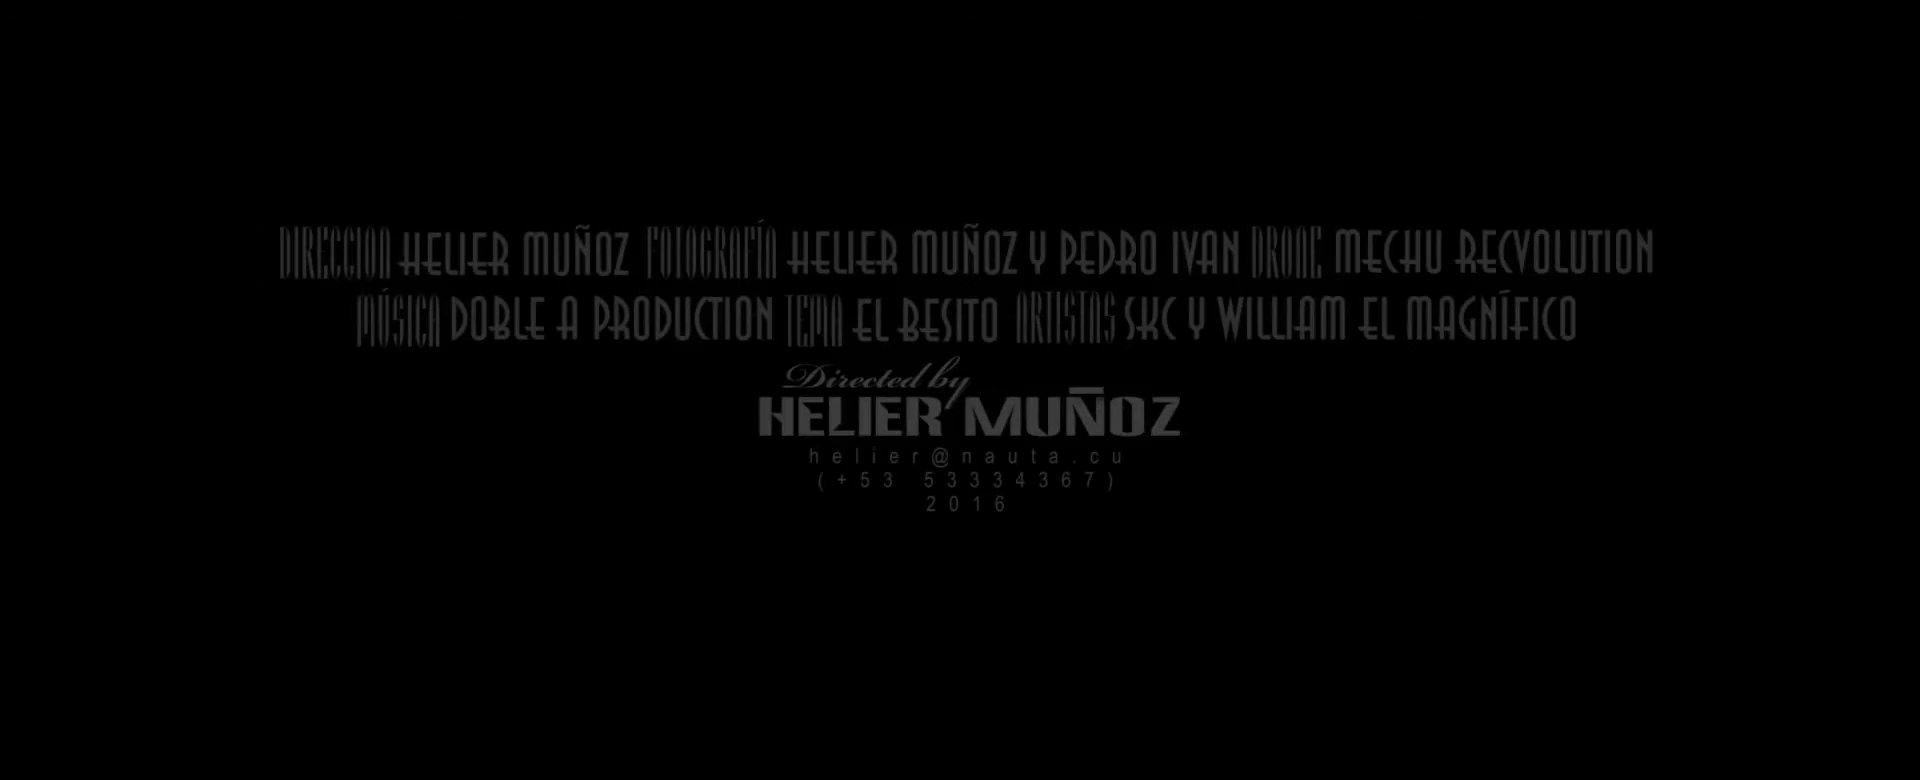 DIRECCION HELIER MUÑOZ FOTOGRAFÍA HELIER MUÑOZ Y PEDRO IVAN DRONE MECHU RECVOLUTION
MÚSICA DOBLE A PRODUCTION TEMA EL BESITO ARTISTAS SKC Y WILLIAM EL MAGNÍFICO
Directed by
HELIER MUÑOZ
helier@nauta.cu
(+53 53334367)
2016